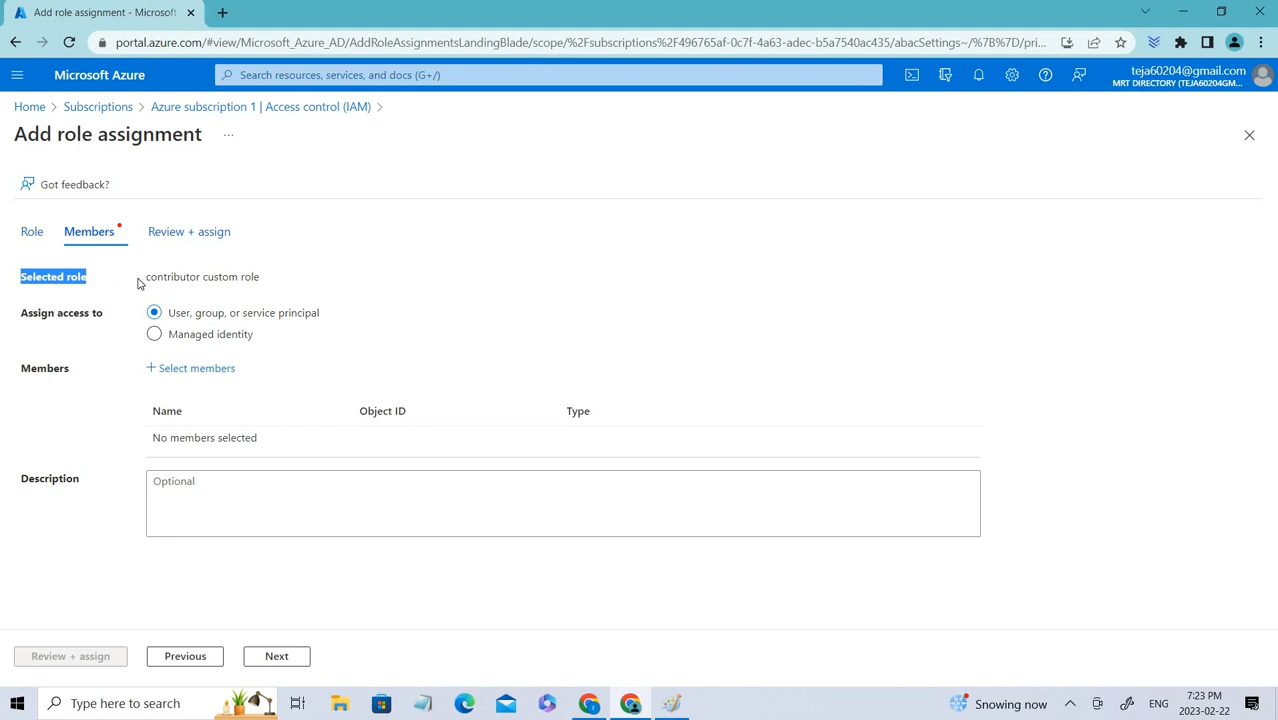 Add role assignment - Microsoft
portal.azure.com/#view/Microsoft_Azure_AD/AddRoleAssignmentsLandingBlade/scope/%2Fsubscriptions%2F496765af-0c7f-4a63-adec-b5a7540ac435/abacSettings~/%7B%7D/pri...
Microsoft Azure
Search resources, services, and docs (G+/)
teja60204@gmail.com
MRT DIRECTORY (TEJA60204GM...
Home > Subscriptions > Azure subscription 1 | Access control (IAM) >
Add role assignment ...
Got feedback?
Role Members Review + assign
Selected role contributor custom role
Assign access to User, group, or service principal
Managed identity
Members + Select members
Name Object ID Type
No members selected
Description Optional
Review + assign Previous Next
Type here to search
Snowing now
ENG
7:23 PM
2023-02-22